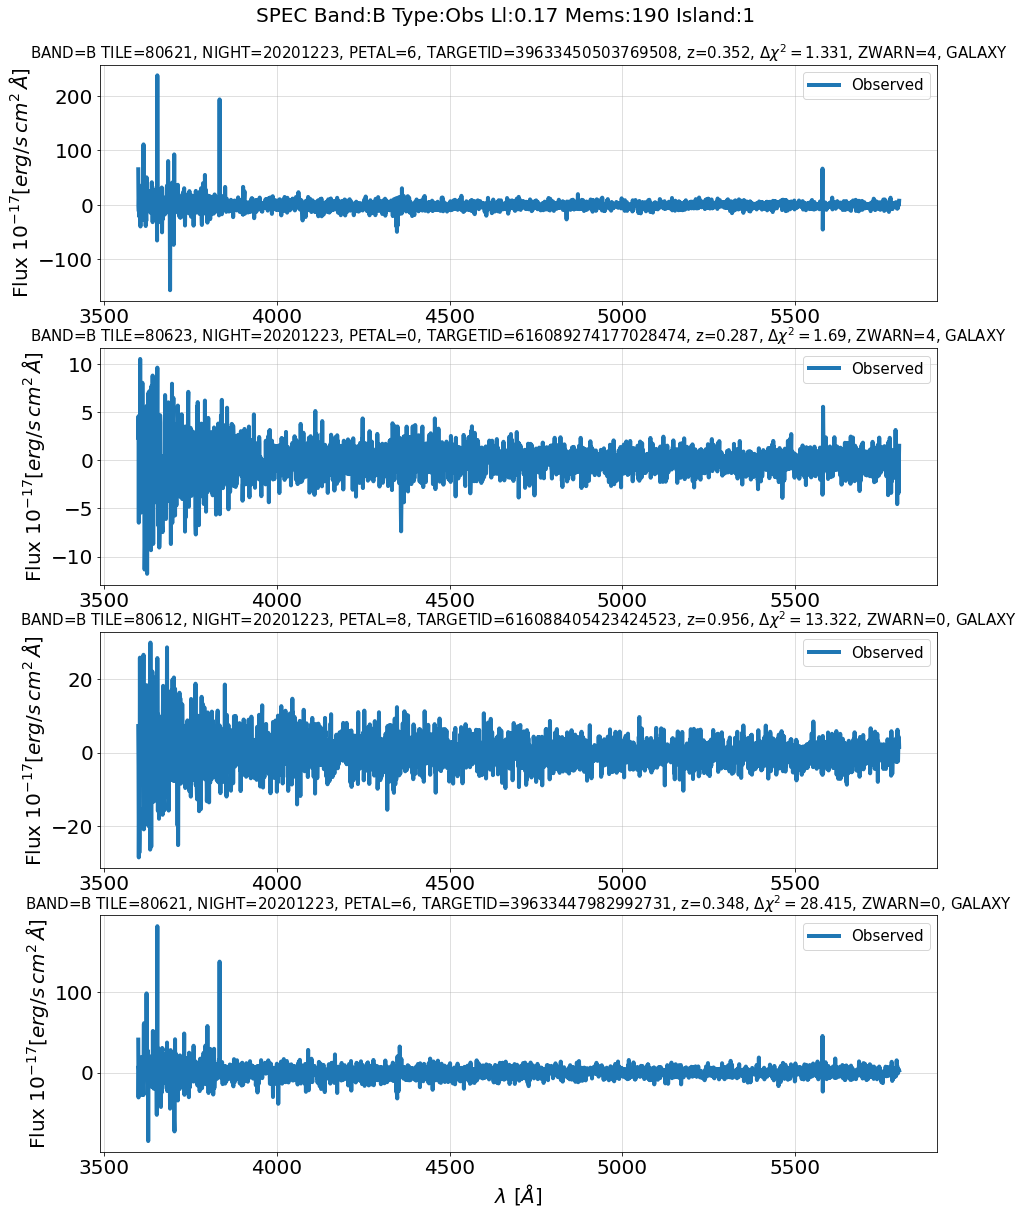 SPEC Band:B Type:Obs Ll:0.17 Mems:190 Island:1
BAND=B TILE=80621, NIGHT=20201223, PETAL=6, TARGETID=39633450503769508, z=0.352, Δχ² = 1.331, ZWARN=4, GALAXY
Flux 10⁻¹⁷[erg/s cm² Å]
200
100
0
−100
Observed
3500 4000 4500 5000 5500
BAND=B TILE=80623, NIGHT=20201223, PETAL=0, TARGETID=616089274177028474, z=0.287, Δχ² = 1.69, ZWARN=4, GALAXY
Flux 10⁻¹⁷[erg/s cm² Å]
10
5
0
−5
−10
Observed
3500 4000 4500 5000 5500
BAND=B TILE=80612, NIGHT=20201223, PETAL=8, TARGETID=616088405423424523, z=0.956, Δχ² = 13.322, ZWARN=0, GALAXY
Flux 10⁻¹⁷[erg/s cm² Å]
20
0
−20
Observed
3500 4000 4500 5000 5500
BAND=B TILE=80621, NIGHT=20201223, PETAL=6, TARGETID=39633447982992731, z=0.348, Δχ² = 28.415, ZWARN=0, GALAXY
Flux 10⁻¹⁷[erg/s cm² Å]
100
0
Observed
3500 4000 4500 5000 5500
λ [Å]